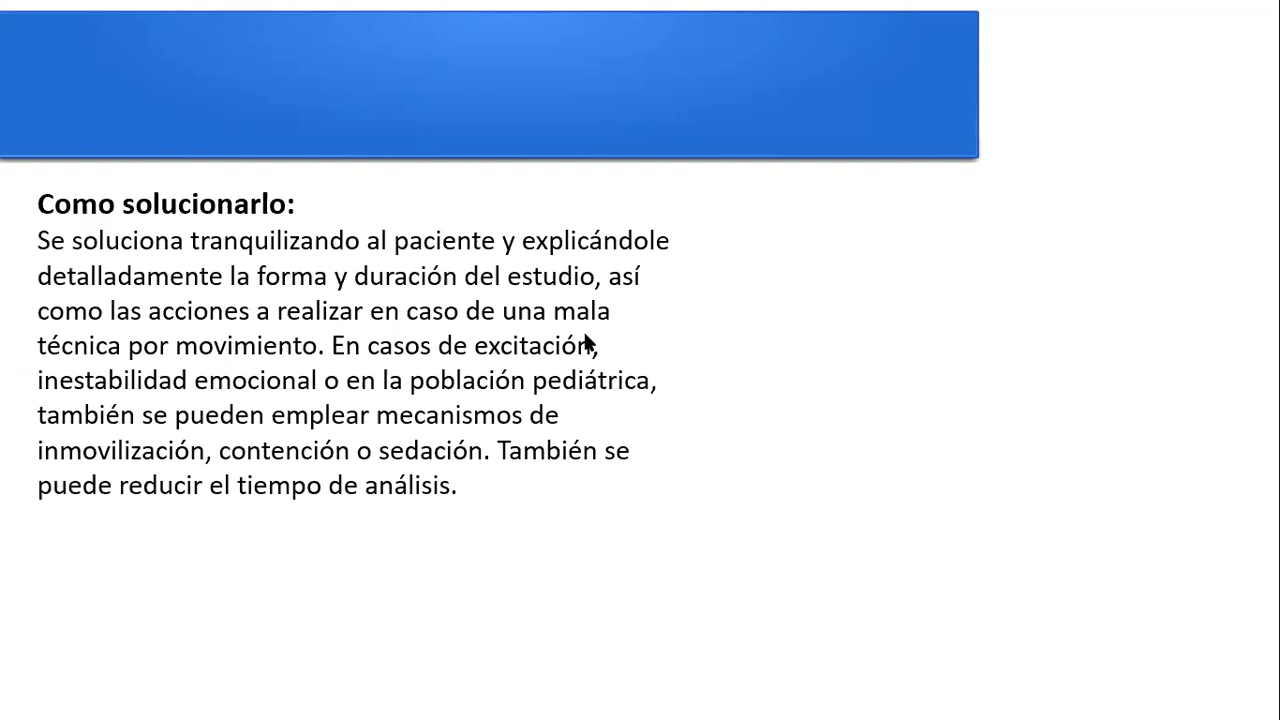 Como solucionarlo:
Se soluciona tranquilizando al paciente y explicándole
detalladamente la forma y duración del estudio, así
como las acciones a realizar en caso de una mala
técnica por movimiento. En casos de excitación,
inestabilidad emocional o en la población pediátrica,
también se pueden emplear mecanismos de
inmovilización, contención o sedación. También se
puede reducir el tiempo de análisis.